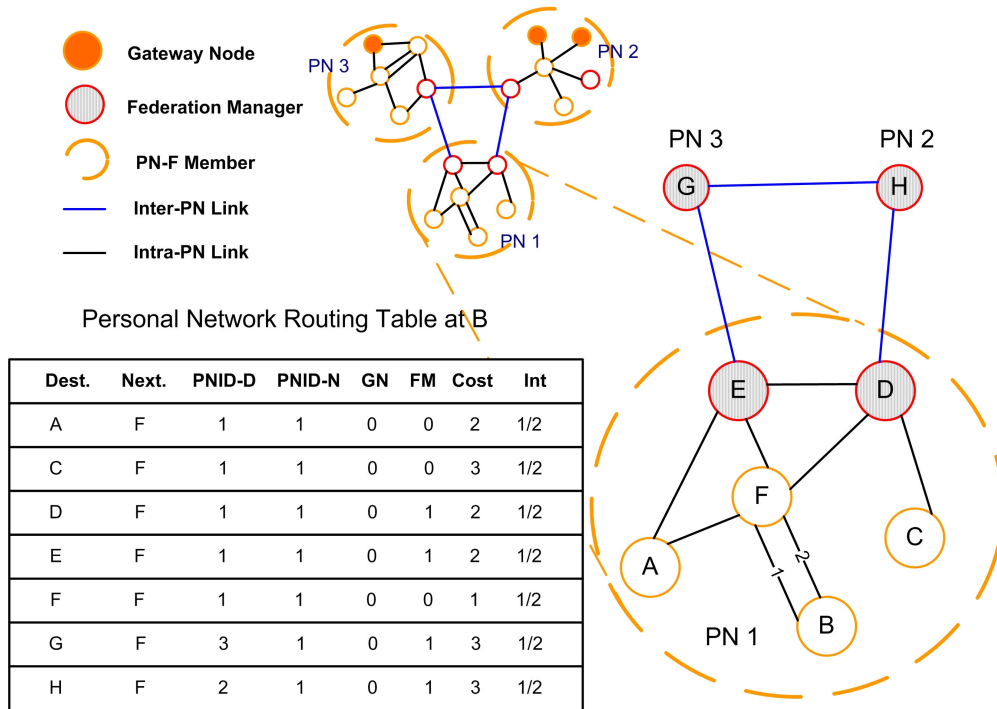 Gateway Node
Federation Manager
PN-F Member
Inter-PN Link
Intra-PN Link
PN 3
PN 2
PN 1
Personal Network Routing Table at B
Dest. Next. PNID-D PNID-N GN FM Cost Int
A F 1 1 0 0 2 1/2
C F 1 1 0 0 3 1/2
D F 1 1 0 1 2 1/2
E F 1 1 0 1 2 1/2
F F 1 1 0 0 1 1/2
G F 3 1 0 1 3 1/2
H F 2 1 0 1 3 1/2
PN 3 PN 2
G H
E D
F
A C
1 2
B
PN 1